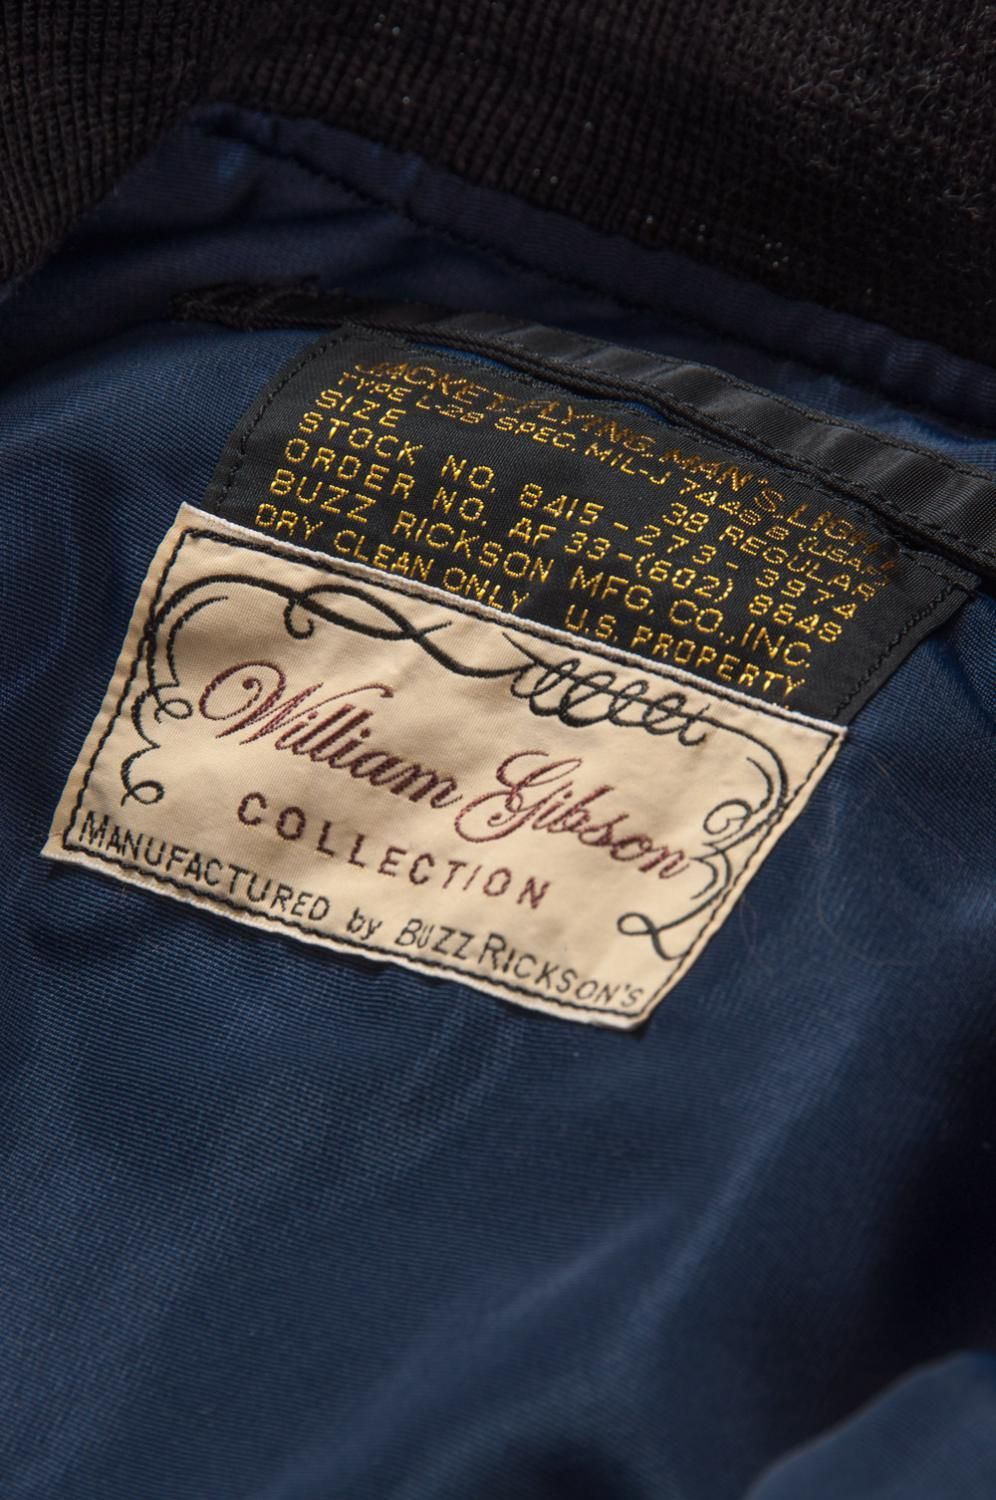 JACKET, FLYING, MAN'S, LIGHT
TYPE L-2B SPEC. MIL-J 7448 B (USAF)
SIZE 38 REGULAR
STOCK NO. 8415-273-3974
ORDER NO. AF 33-(602) 8848
BUZZ RICKSON MFG. CO., INC.
DRY CLEAN ONLY U.S. PROPERTY
William Gibson
COLLECTION
MANUFACTURED by BUZZ RICKSON'S